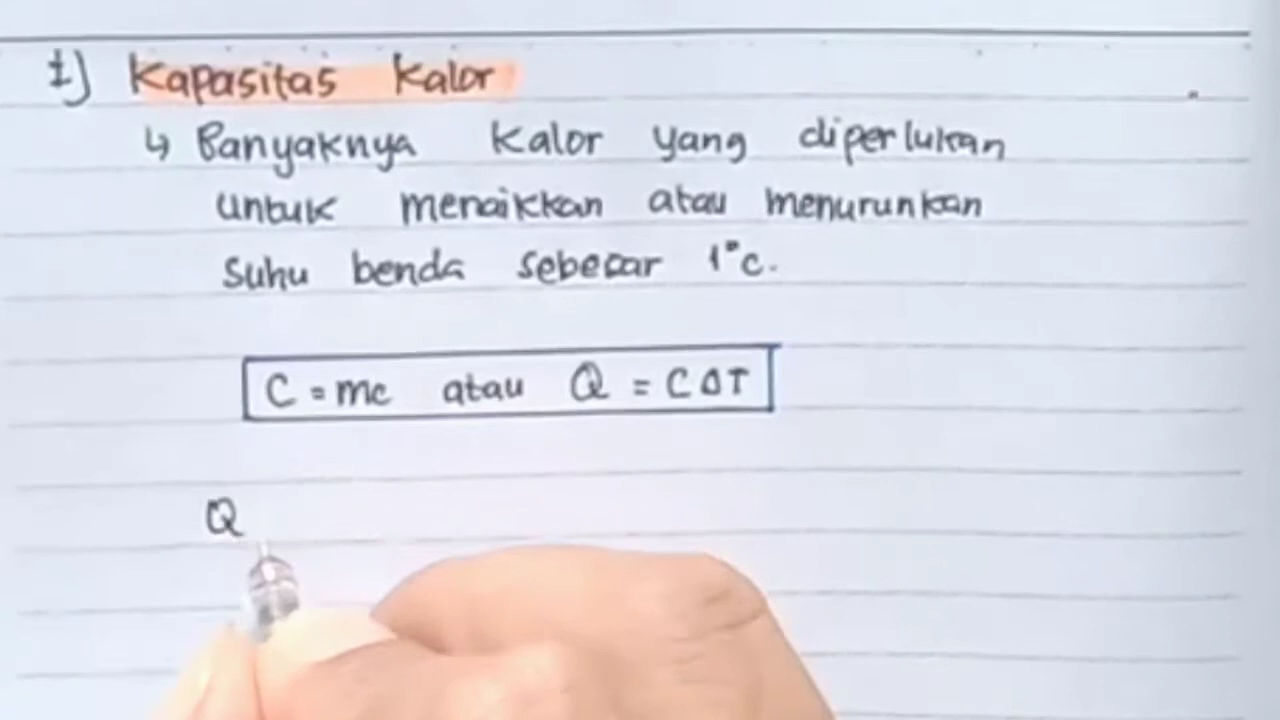 1) Kapasitas Kalor
↳ Banyaknya kalor yang diperlukan
untuk menaikkan atau menurunkan
suhu benda sebesar 1°C.
C = mc atau Q = CΔT
Q